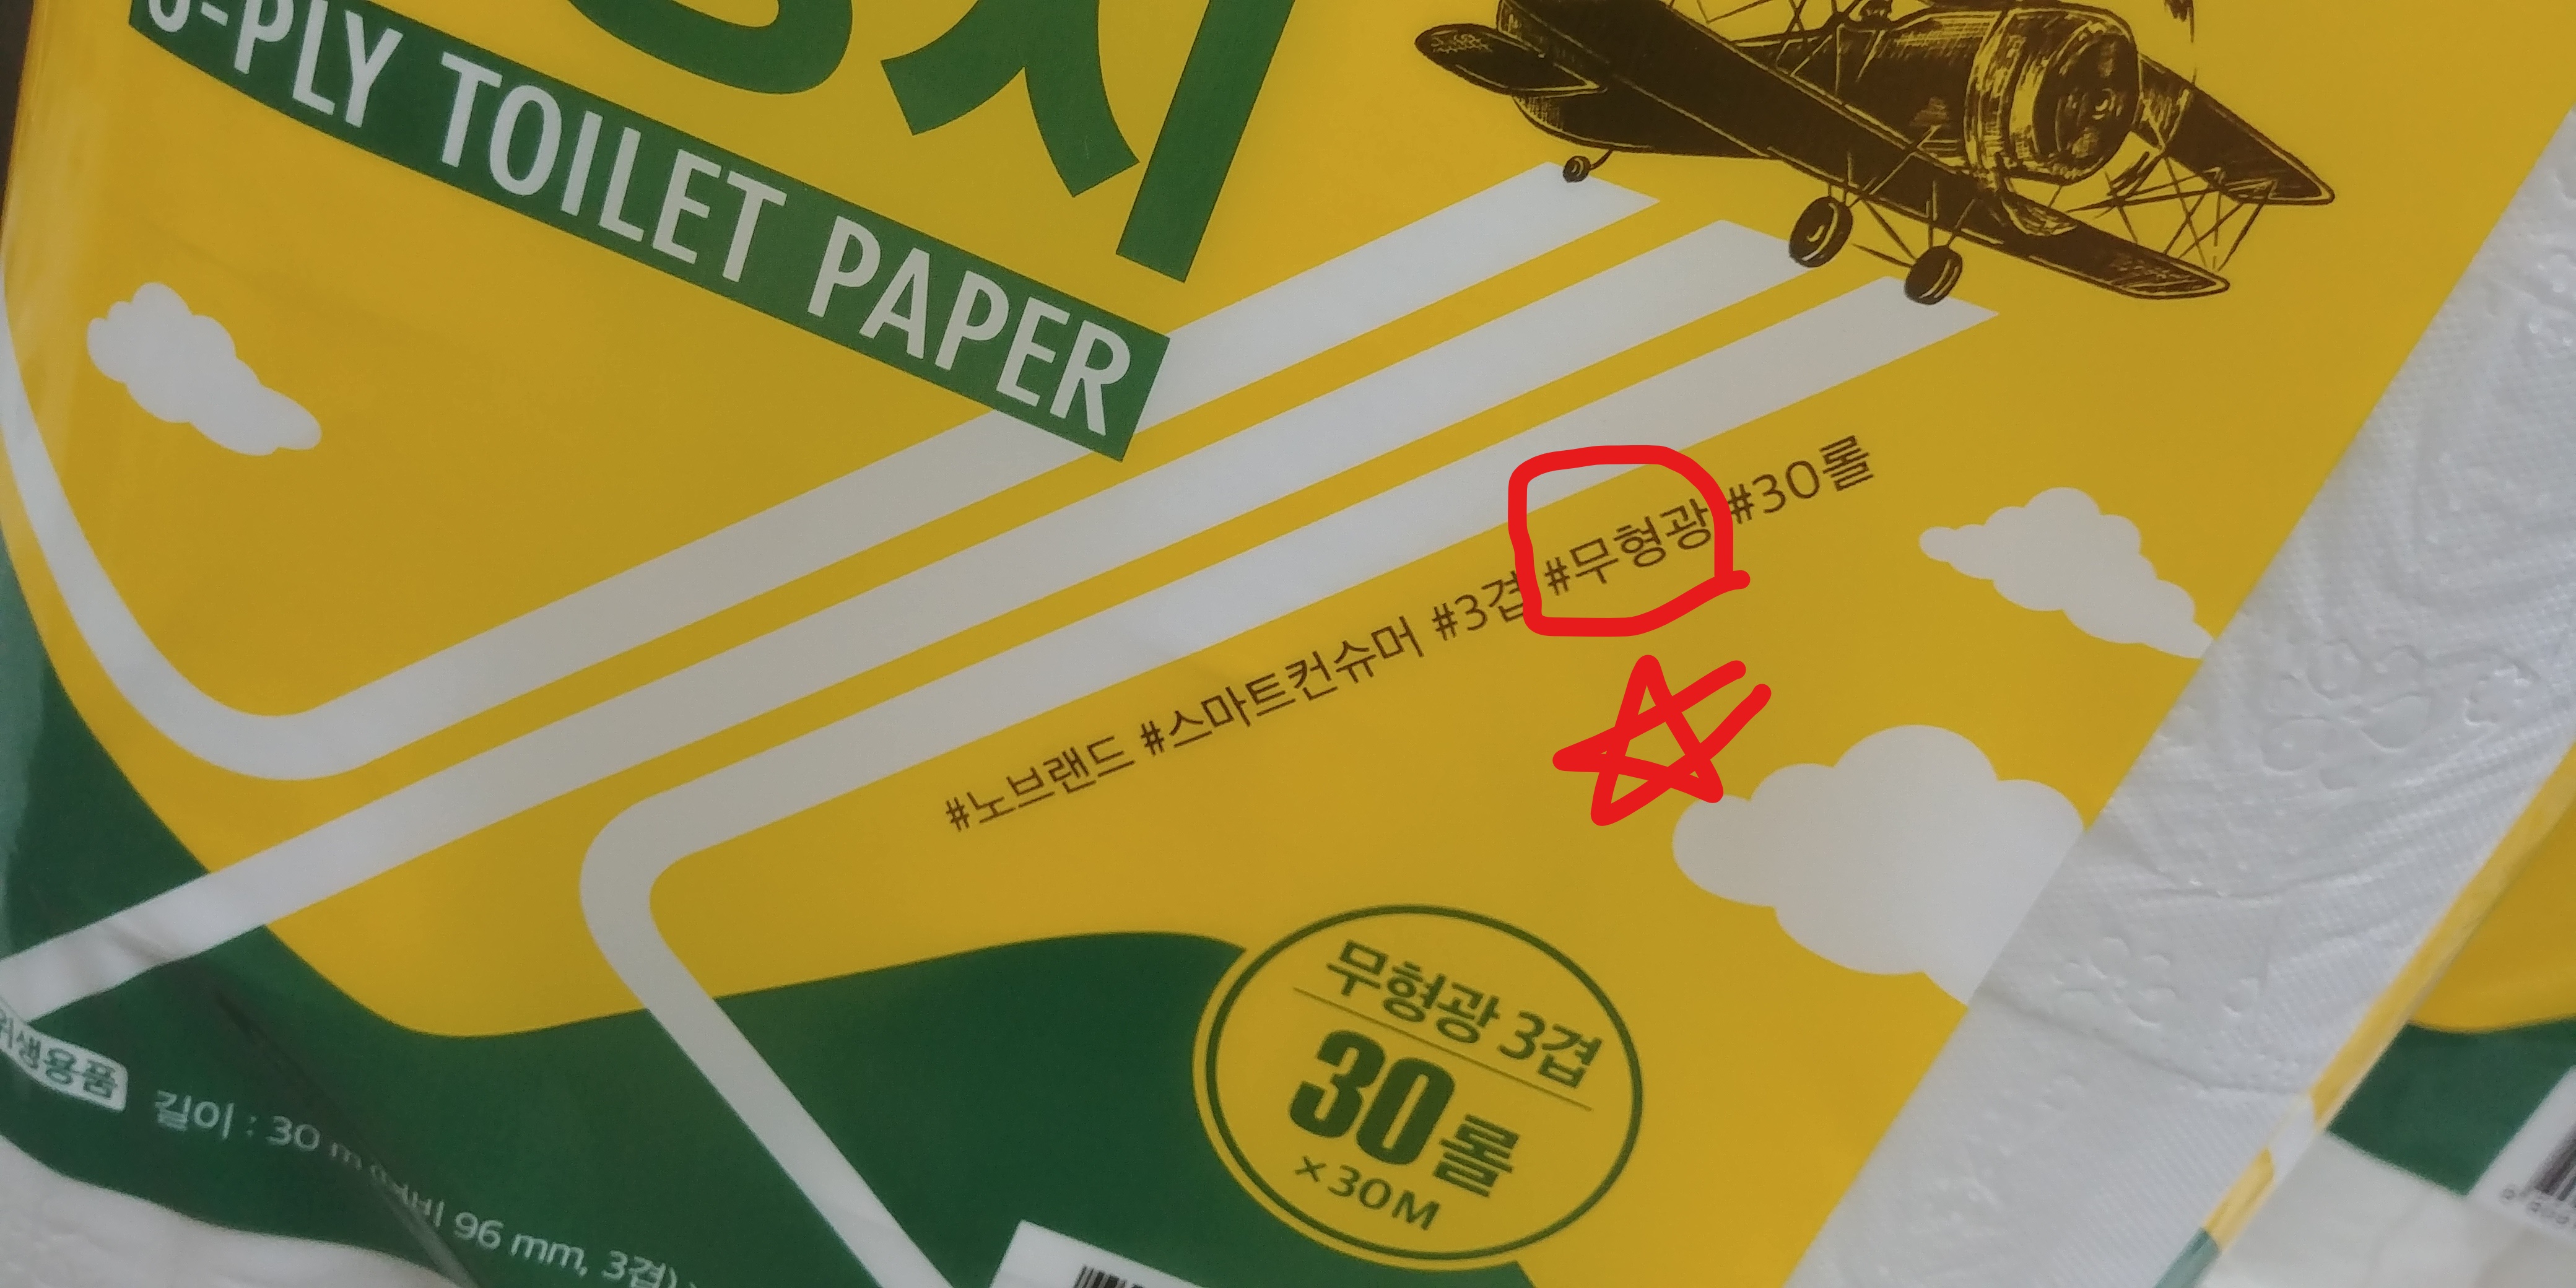 -PLY TOILET PAPER
#노브랜드 #스마트컨슈머 #3겹 #무형광 #30롤
무형광 3겹
30롤
×30M
위생용품
길이 : 30 m 96 mm, 3겹)